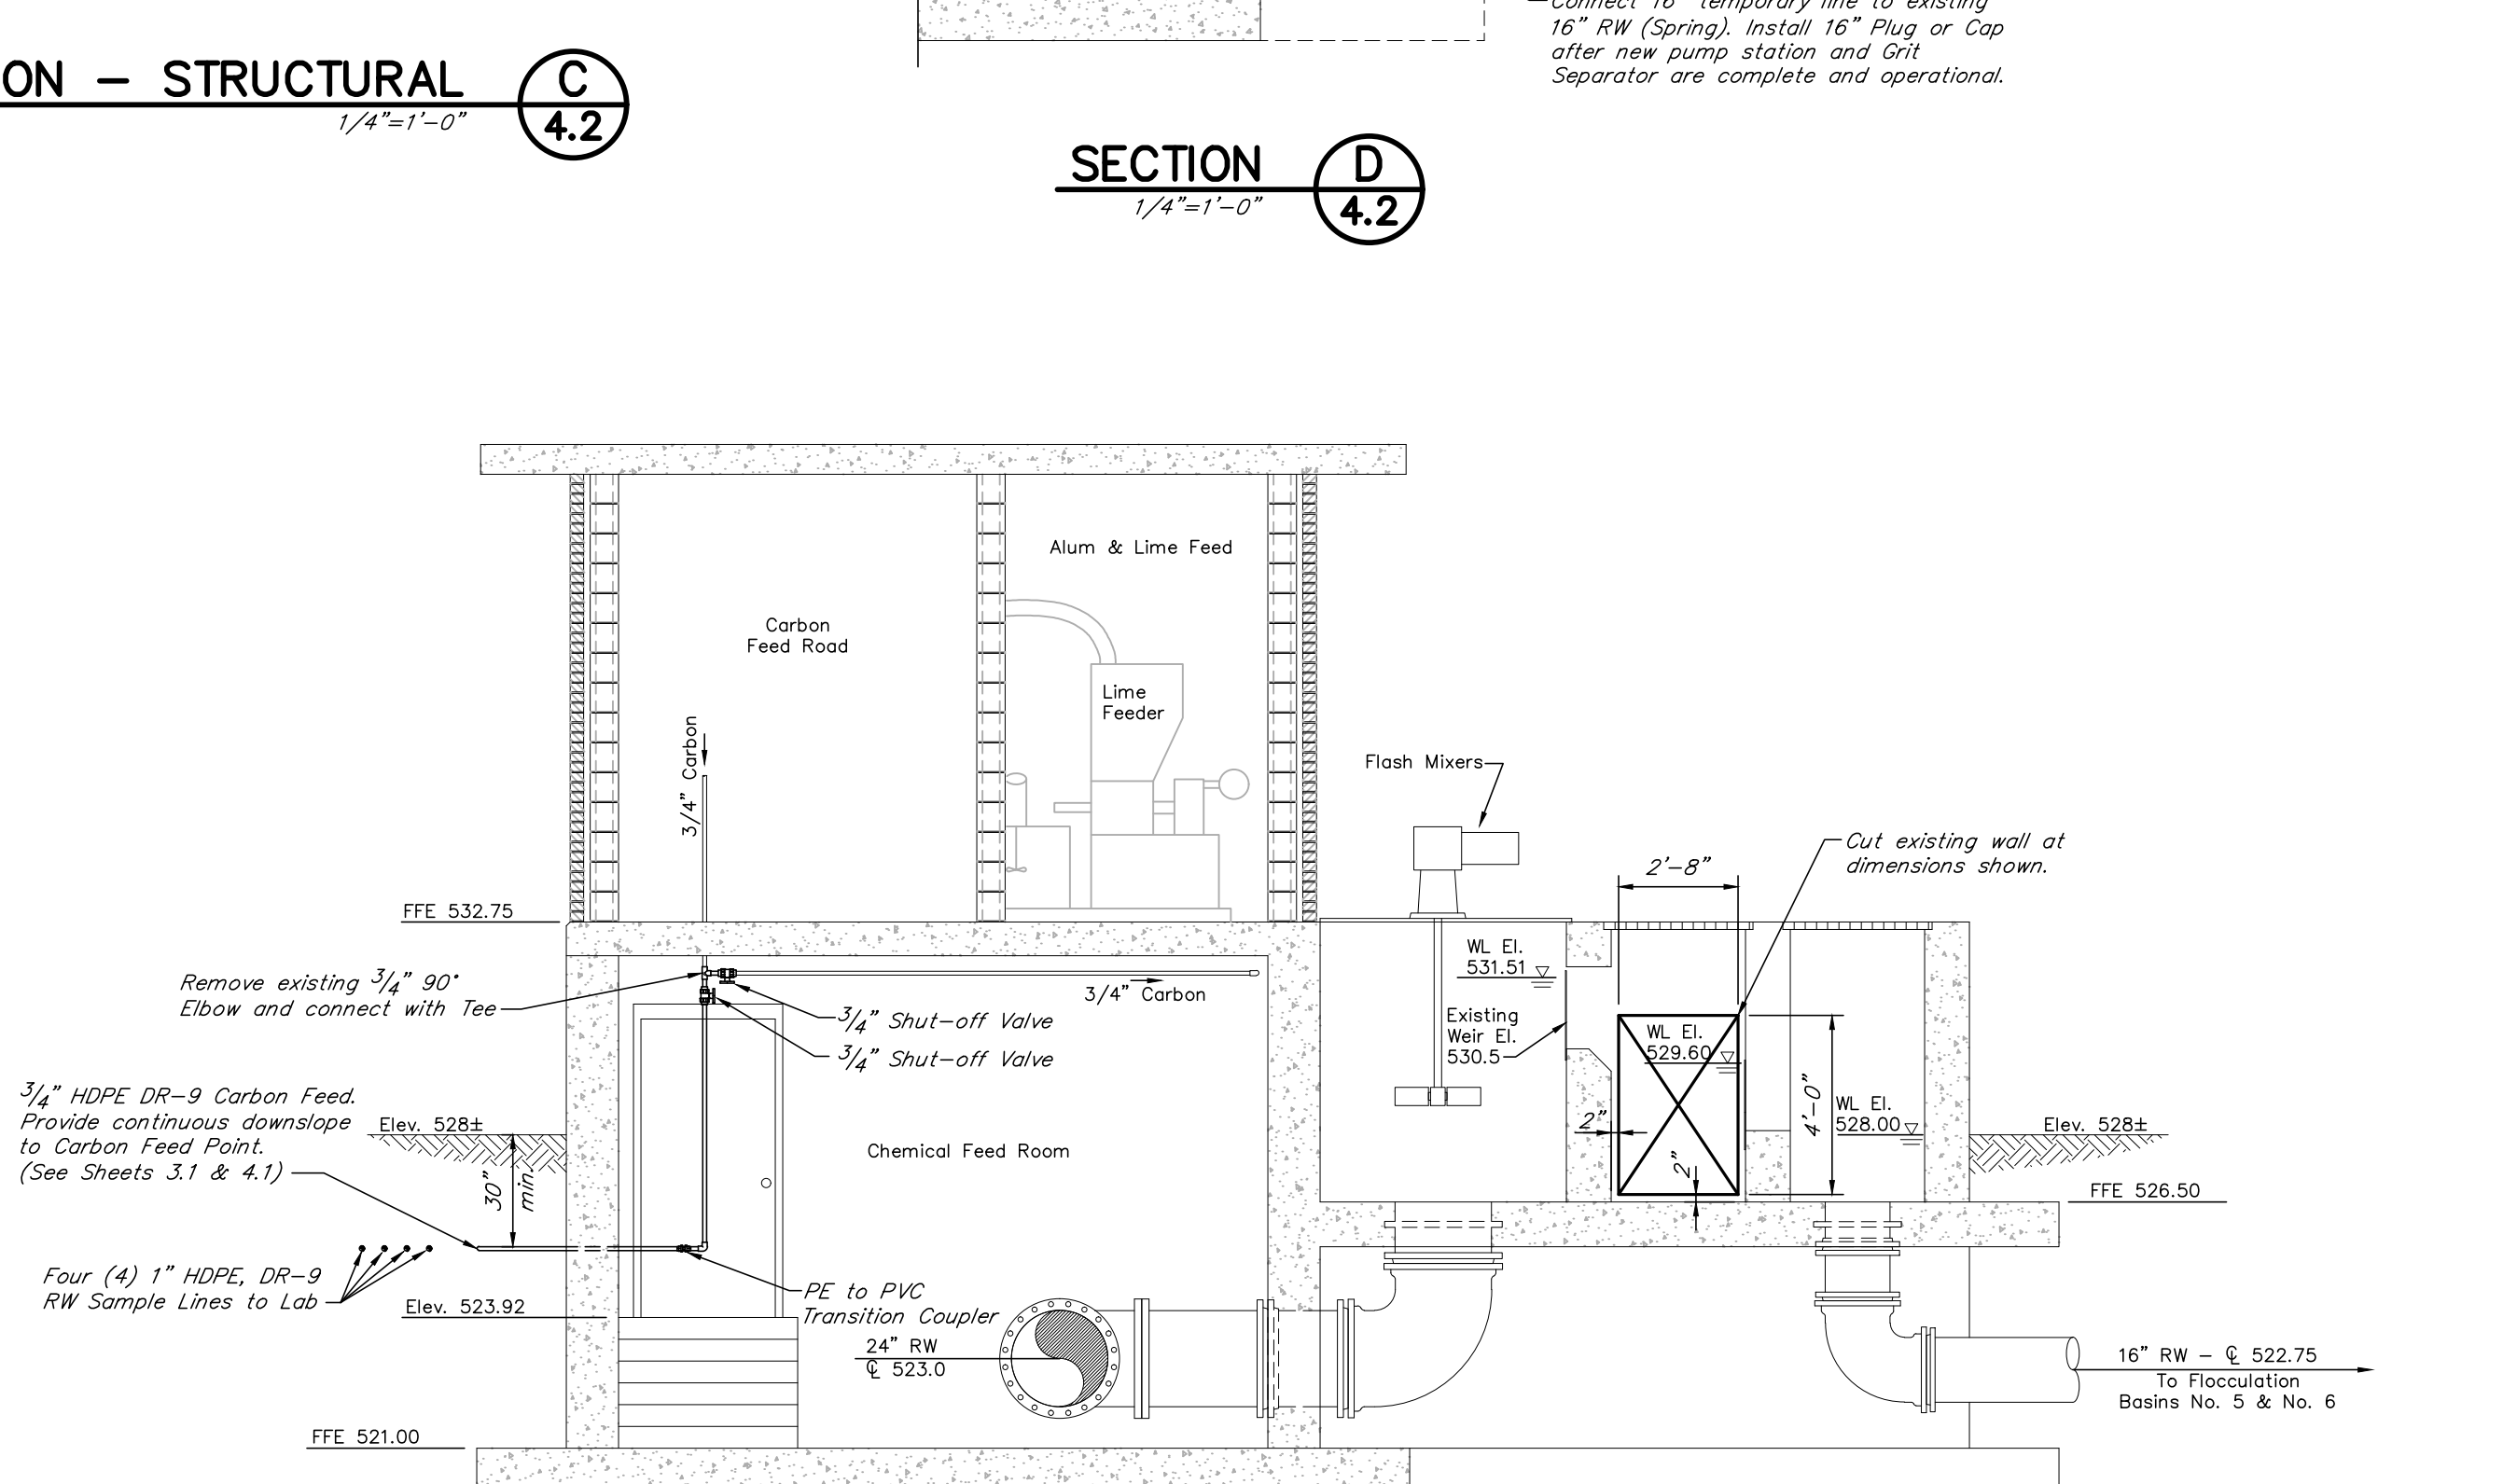 Connect 16" temporary line to existing
16" RW (Spring). Install 16" Plug or Cap
after new pump station and Grit
Separator are complete and operational.
ON – STRUCTURAL
1/4"=1'-0"
C
4.2
SECTION
1/4"=1'-0"
D
4.2
Alum & Lime Feed
Carbon
Feed Road
Lime
Feeder
3/4" Carbon
Flash Mixers
Cut existing wall at
dimensions shown.
2'-8"
FFE 532.75
WL El.
531.51
Remove existing 3/4" 90°
Elbow and connect with Tee
3/4" Carbon
3/4" Shut-off Valve
3/4" Shut-off Valve
Existing
Weir El.
530.5
WL El.
529.60
4'-0"
WL El.
528.00
2"
2"
3/4" HDPE DR-9 Carbon Feed.
Provide continuous downslope
to Carbon Feed Point.
(See Sheets 3.1 & 4.1)
Elev. 528±
30"
min.
Chemical Feed Room
Elev. 528±
FFE 526.50
Four (4) 1" HDPE, DR-9
RW Sample Lines to Lab
Elev. 523.92
PE to PVC
Transition Coupler
24" RW
℄ 523.0
16" RW – ℄ 522.75
To Flocculation
Basins No. 5 & No. 6
FFE 521.00